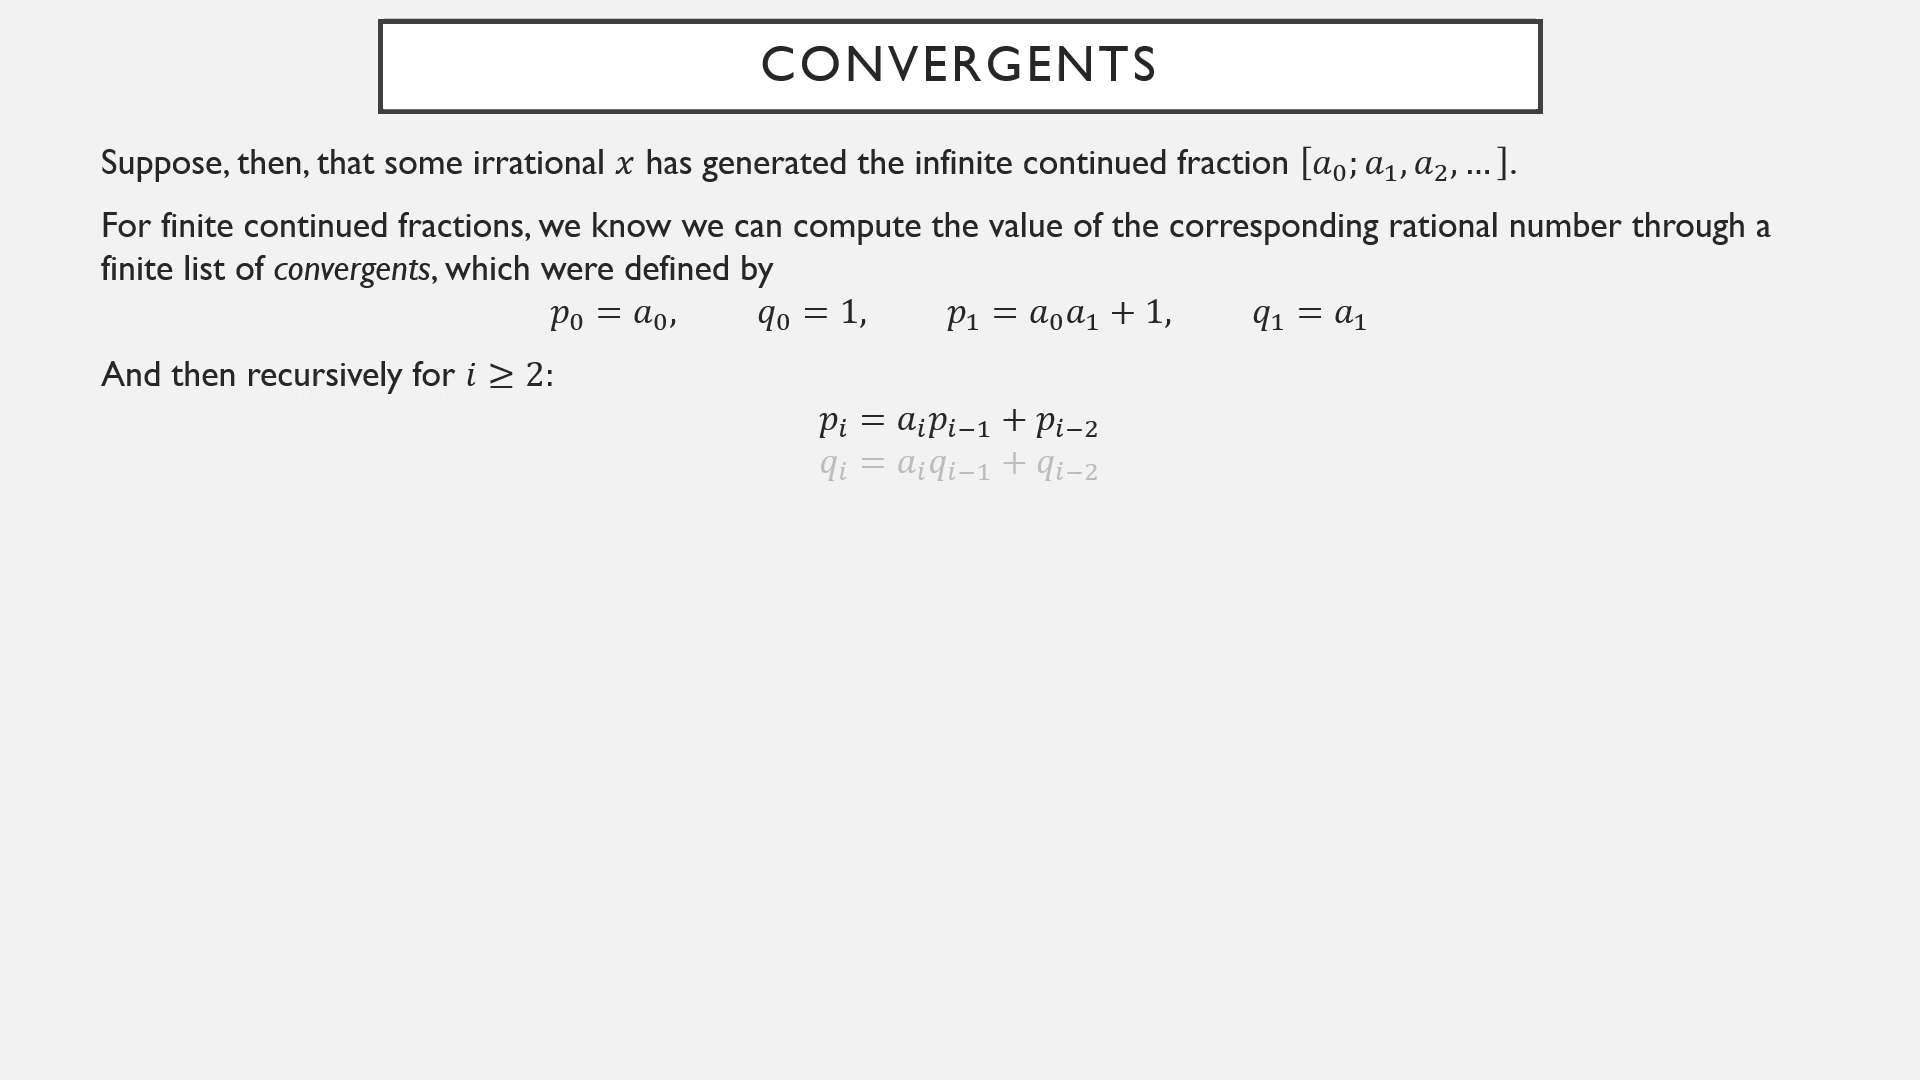 CONVERGENTS
Suppose, then, that some irrational x has generated the infinite continued fraction [a₀; a₁, a₂, … ].
For finite continued fractions, we know we can compute the value of the corresponding rational number through a
finite list of convergents, which were defined by
p₀ = a₀, q₀ = 1, p₁ = a₀a₁ + 1, q₁ = a₁
And then recursively for i ≥ 2:
pᵢ = aᵢpᵢ₋₁ + pᵢ₋₂
qᵢ = aᵢqᵢ₋₁ + qᵢ₋₂